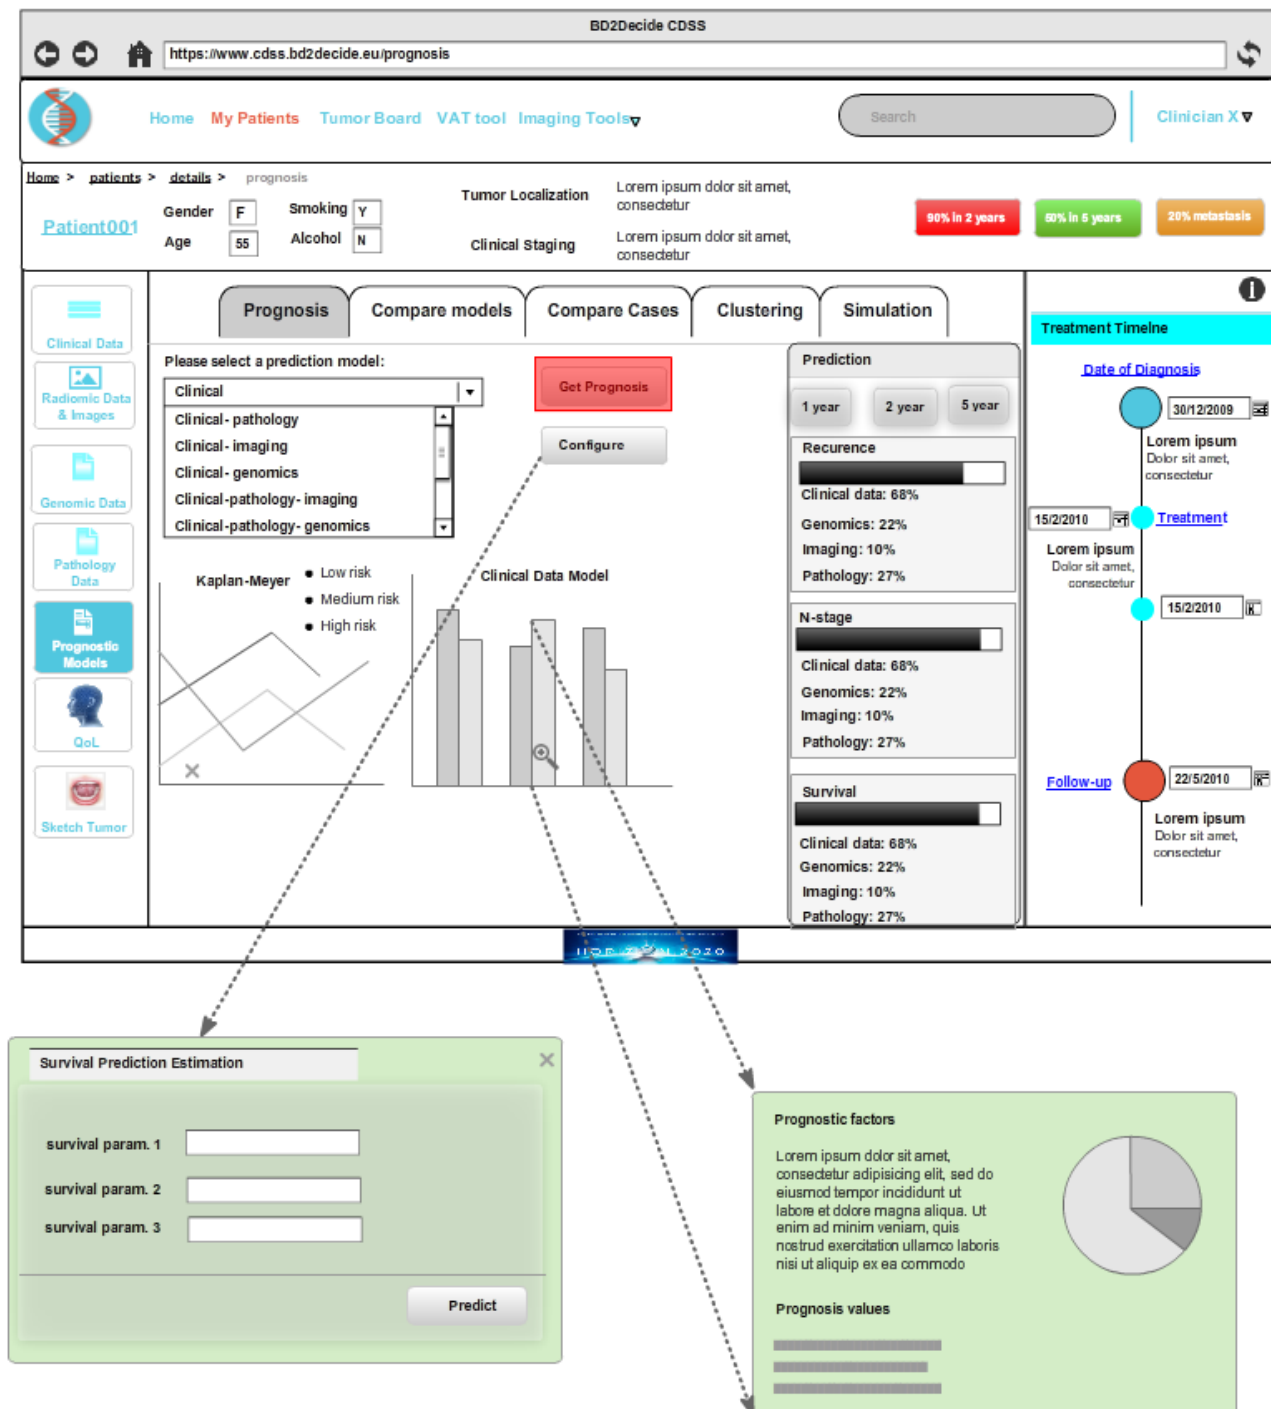 BD2Decide CDSS
https://www.cdss.bd2decide.eu/prognosis
Home My Patients Tumor Board VAT tool Imaging Tools
Search
Clinician X
Home > patients > details > prognosis
Patient001
Gender F Smoking Y
Age 55 Alcohol N
Tumor Localization
Lorem ipsum dolor sit amet,
consectetur
Clinical Staging
Lorem ipsum dolor sit amet,
consectetur
90% in 2 years
50% in 5 years
20% metastasis
Clinical Data
Radiomic Data
& Images
Genomic Data
Pathology
Data
Prognostic
Models
QoL
Sketch Tumor
Prognosis
Compare models
Compare Cases
Clustering
Simulation
Please select a prediction model:
Clinical
Clinical- pathology
Clinical- imaging
Clinical- genomics
Clinical-pathology- imaging
Clinical-pathology- genomics
Get Prognosis
Configure
Kaplan-Meyer
Low risk
Medium risk
High risk
Clinical Data Model
Prediction
1 year
2 year
5 year
Recurence
Clinical data: 68%
Genomics: 22%
Imaging: 10%
Pathology: 27%
N-stage
Clinical data: 68%
Genomics: 22%
Imaging: 10%
Pathology: 27%
Survival
Clinical data: 68%
Genomics: 22%
Imaging: 10%
Pathology: 27%
Treatment Timelne
Date of Diagnosis
30/12/2009
Lorem ipsum
Dolor sit amet,
consectetur
15/2/2010
Treatment
Lorem ipsum
Dolor sit amet,
consectetur
15/2/2010
Follow-up
22/5/2010
Lorem ipsum
Dolor sit amet,
consectetur
HORIZON 2020
Survival Prediction Estimation
survival param. 1
survival param. 2
survival param. 3
Predict
Prognostic factors
Lorem ipsum dolor sit amet,
consectetur adipisicing elit, sed do
eiusmod tempor incididunt ut
labore et dolore magna aliqua. Ut
enim ad minim veniam, quis
nostrud exercitation ullamco laboris
nisi ut aliquip ex ea commodo
Prognosis values